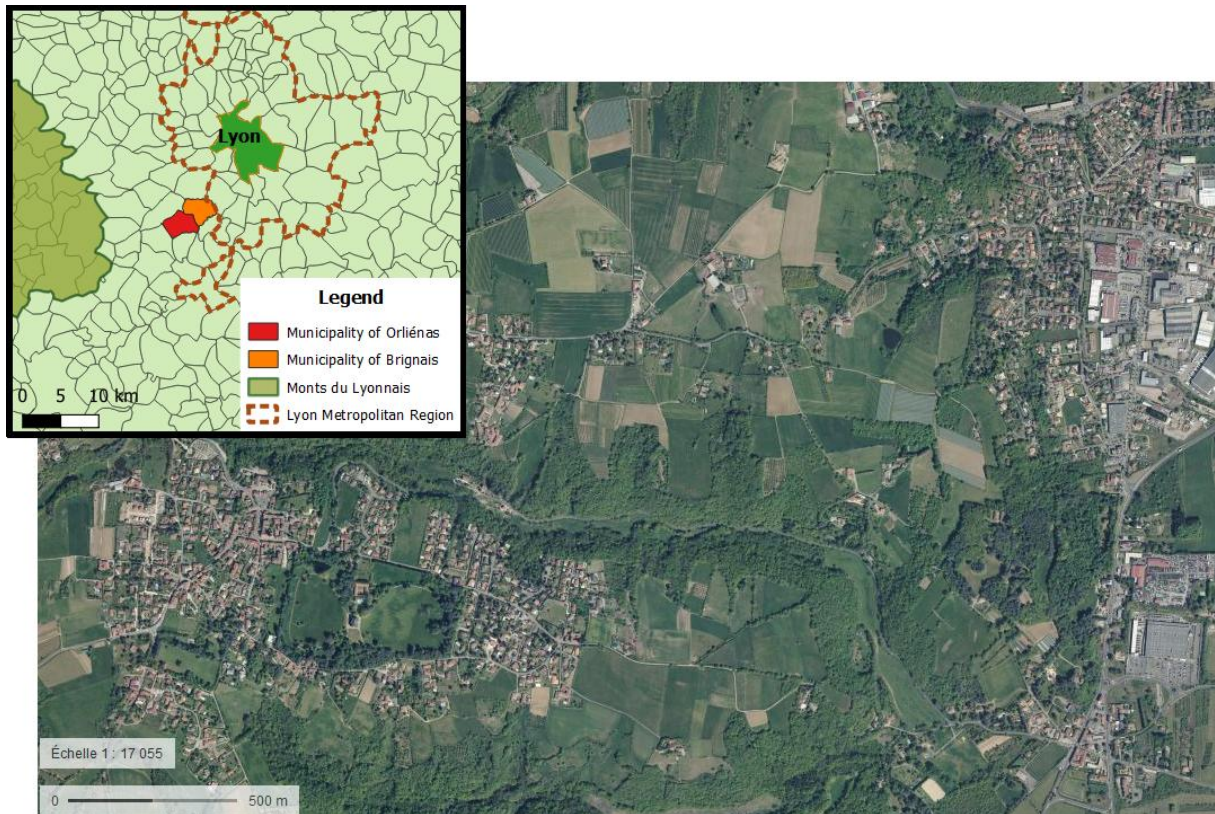 Lyon
Legend
Municipality of Orliénas
Municipality of Brignais
Monts du Lyonnais
Lyon Metropolitan Region
0 5 10 km
Échelle 1 : 17 055
0 500 m